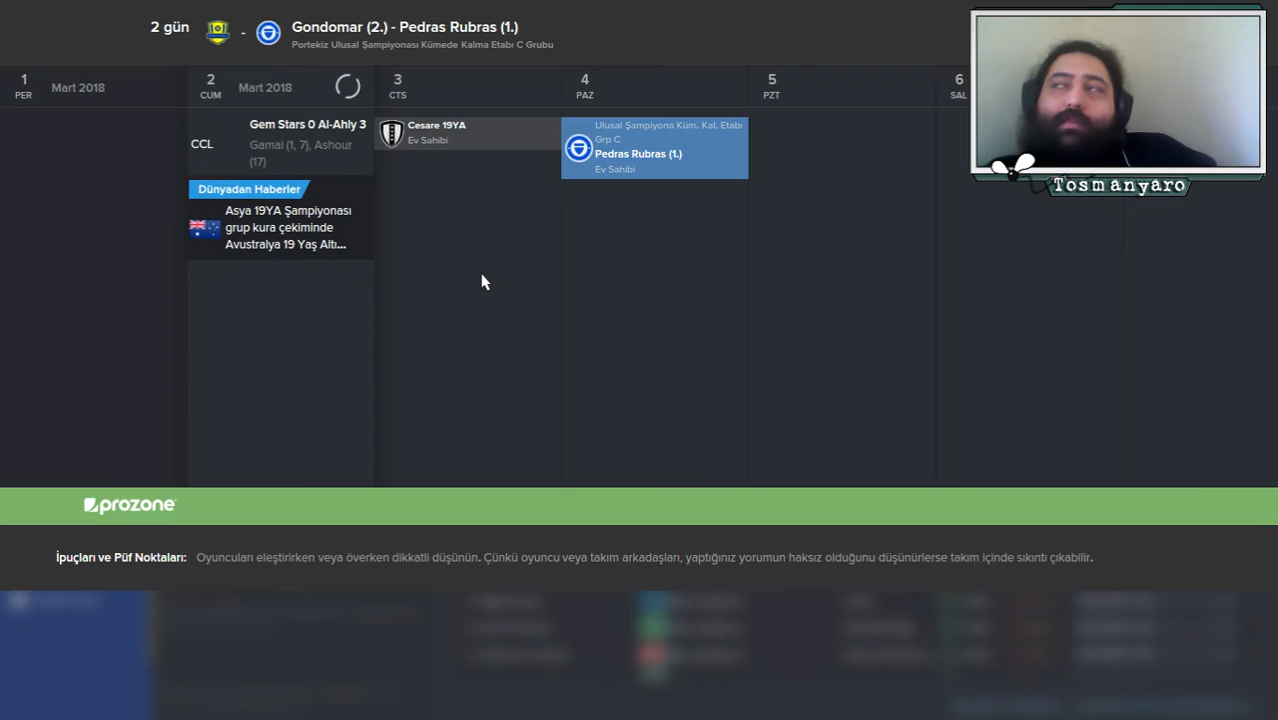 2 gün
-
Gondomar (2.) - Pedras Rubras (1.)
Portekiz Ulusal Şampiyonası Kümede Kalma Etabı C Grubu
1 Mart 2018
PER
2 Mart 2018
CUM
3
CTS
4
PAZ
5
PZT
6
SAL
CCL
Gem Stars 0 Al-Ahly 3
Gamal (1, 7), Ashour
(17)
Dünyadan Haberler
Asya 19YA Şampiyonası
grup kura çekiminde
Avustralya 19 Yaş Altı...
Cesare 19YA
Ev Sahibi
Ulusal Şampiyona Küm. Kal. Etabı
Grp C
Pedras Rubras (1.)
Ev Sahibi
Tosmanyaro
prozone
İpuçları ve Püf Noktaları: Oyuncuları eleştirirken veya överken dikkatli düşünün. Çünkü oyuncu veya takım arkadaşları, yaptığınız yorumun haksız olduğunu düşünürlerse takım içinde sıkıntı çıkabilir.